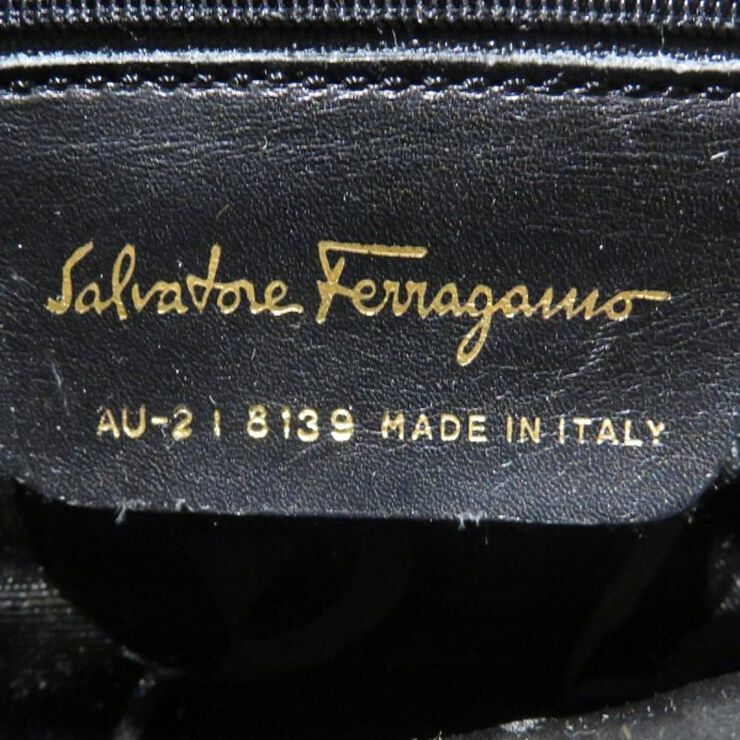 Salvatore Ferragamo
AU-21 8139 MADE IN ITALY